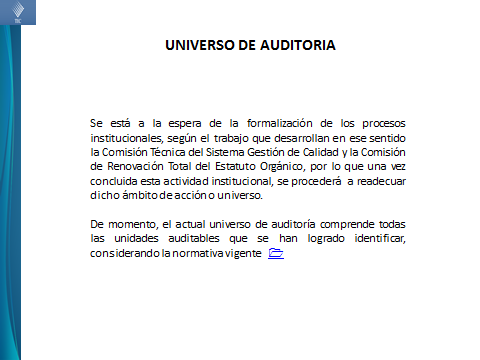 UNIVERSO DE AUDITORIA
Se está a la espera de la formalización de los procesos
institucionales, según el trabajo que desarrollan en ese sentido
la Comisión Técnica del Sistema Gestión de Calidad y la Comisión
de Renovación Total del Estatuto Orgánico, por lo que una vez
concluida esta actividad institucional, se procederá a readecuar
dicho ámbito de acción o universo.
De momento, el actual universo de auditoría comprende todas
las unidades auditables que se han logrado identificar,
considerando la normativa vigente